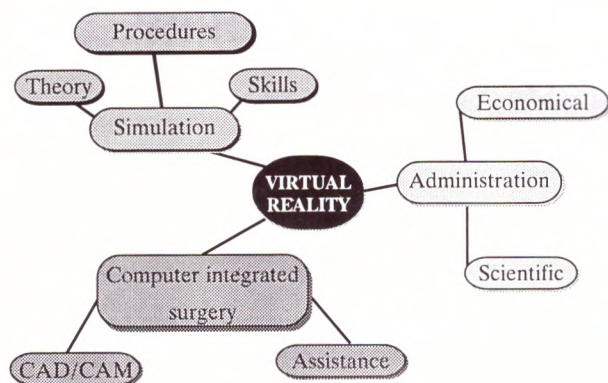 Procedures
Theory
Skills
Simulation
Economical
VIRTUAL
REALITY
Administration
Scientific
Computer integrated
surgery
CAD/CAM
Assistance